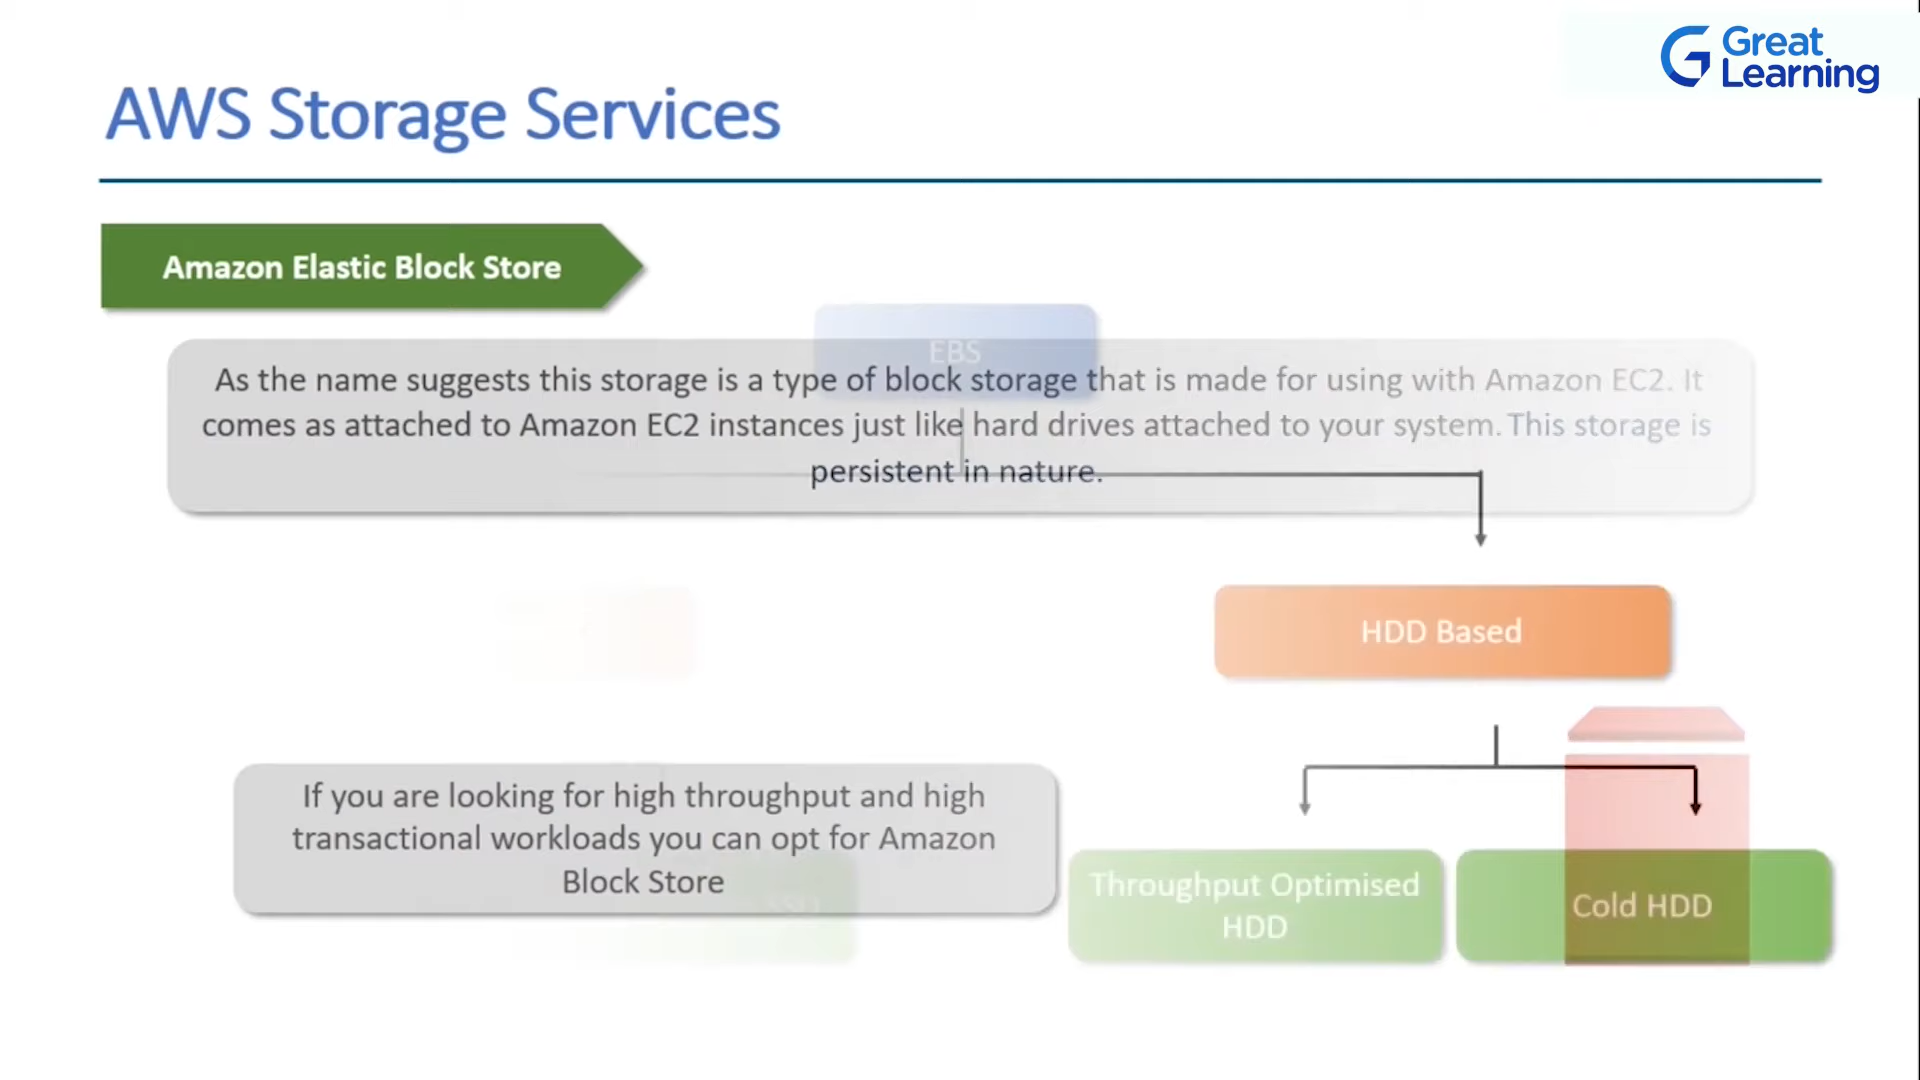 Great
Learning
AWS Storage Services
Amazon Elastic Block Store
EBS
As the name suggests this storage is a type of block storage that is made for using with Amazon EC2. It
comes as attached to Amazon EC2 instances just like hard drives attached to your system. This storage is
persistent in nature.
HDD Based
If you are looking for high throughput and high
transactional workloads you can opt for Amazon
Block Store
Throughput Optimised
HDD
Cold HDD